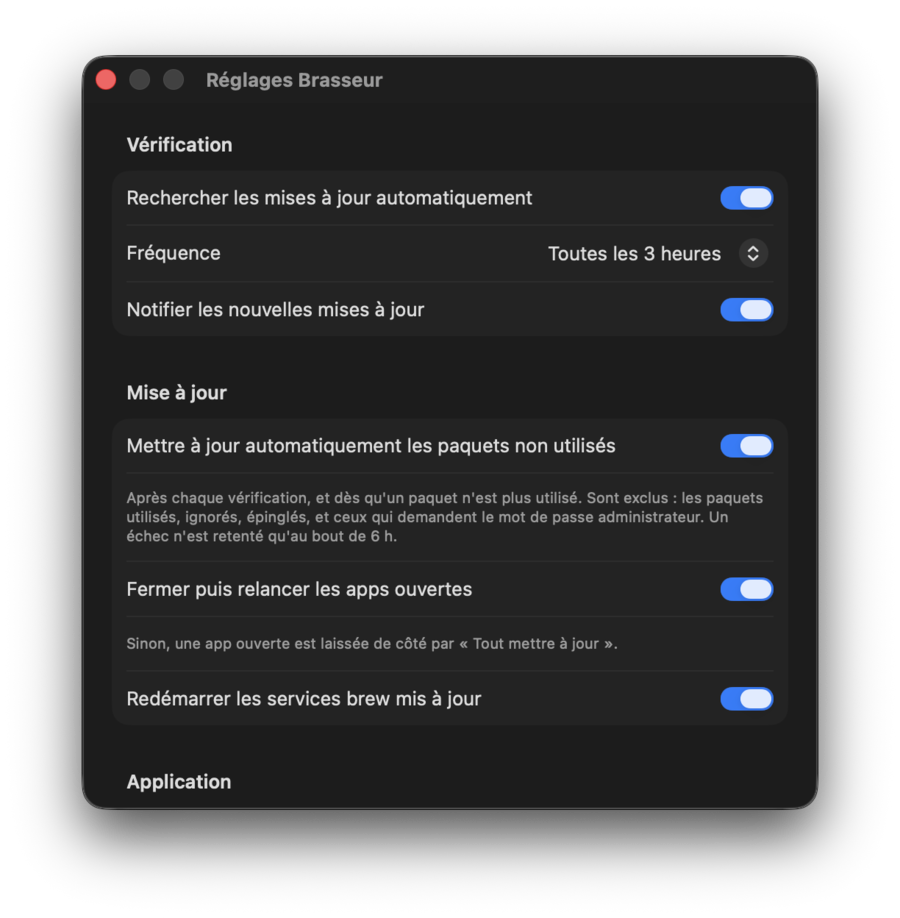 Réglages Brasseur
Vérification
Rechercher les mises à jour automatiquement
Fréquence
Toutes les 3 heures
Notifier les nouvelles mises à jour
Mise à jour
Mettre à jour automatiquement les paquets non utilisés
Après chaque vérification, et dès qu'un paquet n'est plus utilisé. Sont exclus : les paquets
utilisés, ignorés, épinglés, et ceux qui demandent le mot de passe administrateur. Un
échec n'est retenté qu'au bout de 6 h.
Fermer puis relancer les apps ouvertes
Sinon, une app ouverte est laissée de côté par « Tout mettre à jour ».
Redémarrer les services brew mis à jour
Application